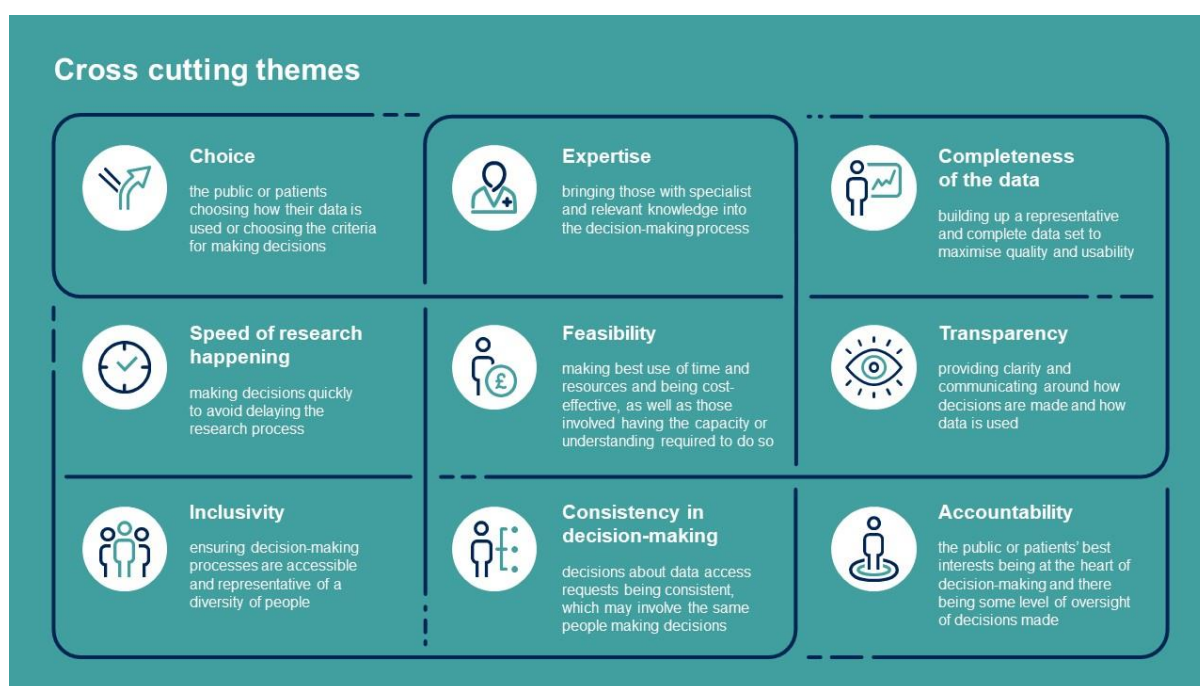 Cross cutting themes
Choice
the public or patients
choosing how their data is
used or choosing the criteria
for making decisions
Expertise
bringing those with specialist
and relevant knowledge into
the decision-making process
Completeness
of the data
building up a representative
and complete data set to
maximise quality and usability
Speed of research
happening
making decisions quickly
to avoid delaying the
research process
Feasibility
making best use of time and
resources and being cost-
effective, as well as those
involved having the capacity or
understanding required to do so
£
Transparency
providing clarity and
communicating around how
decisions are made and how
data is used
Inclusivity
ensuring decision-making
processes are accessible
and representative of a
diversity of people
Consistency in
decision-making
decisions about data access
requests being consistent,
which may involve the same
people making decisions
Accountability
the public or patients' best
interests being at the heart of
decision-making and there
being some level of oversight
of decisions made